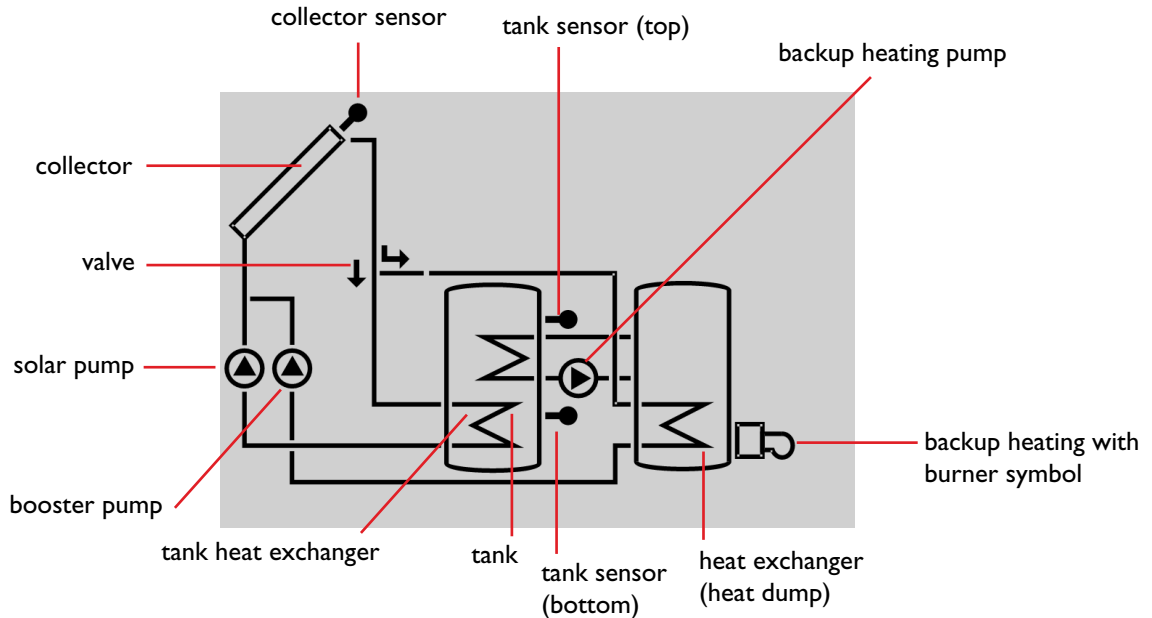 collector sensor
tank sensor (top)
backup heating pump
collector
valve
solar pump
booster pump
backup heating with
burner symbol
tank heat exchanger
tank
tank sensor
(bottom)
heat exchanger
(heat dump)